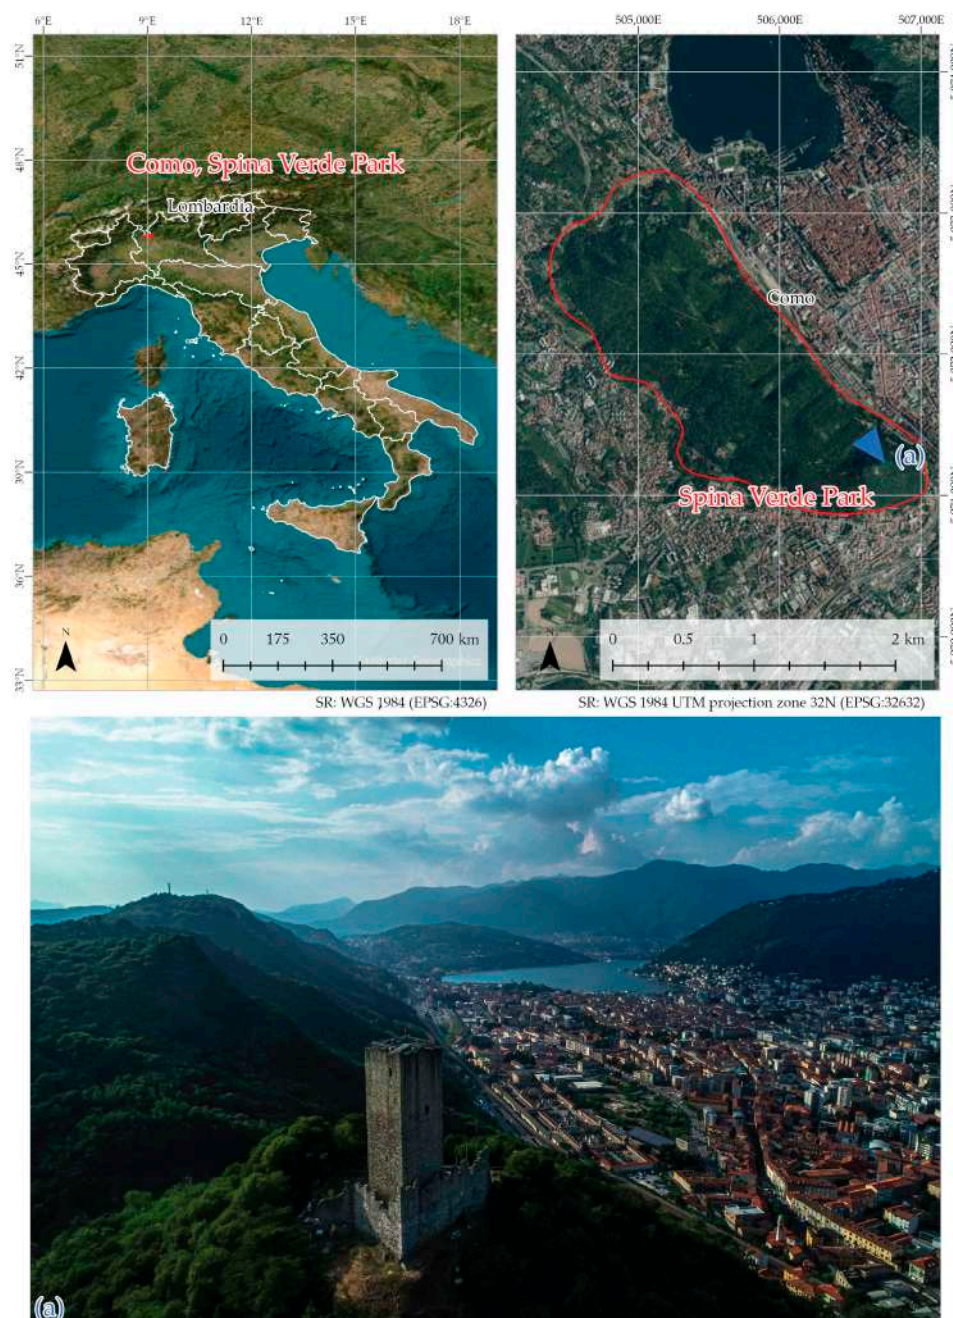 6°E 9°E 12°E 15°E 18°E
51°N
48°N
45°N
42°N
39°N
36°N
33°N
Como, Spina Verde Park
Lombardia
N
0 175 350 700 km
SR: WGS 1984 (EPSG:4326)
505,000E 506,000E 507,000E
Como
(a)
Spina Verde Park
N
0 0.5 1 2 km
SR: WGS 1984 UTM projection zone 32N (EPSG:32632)
(a)